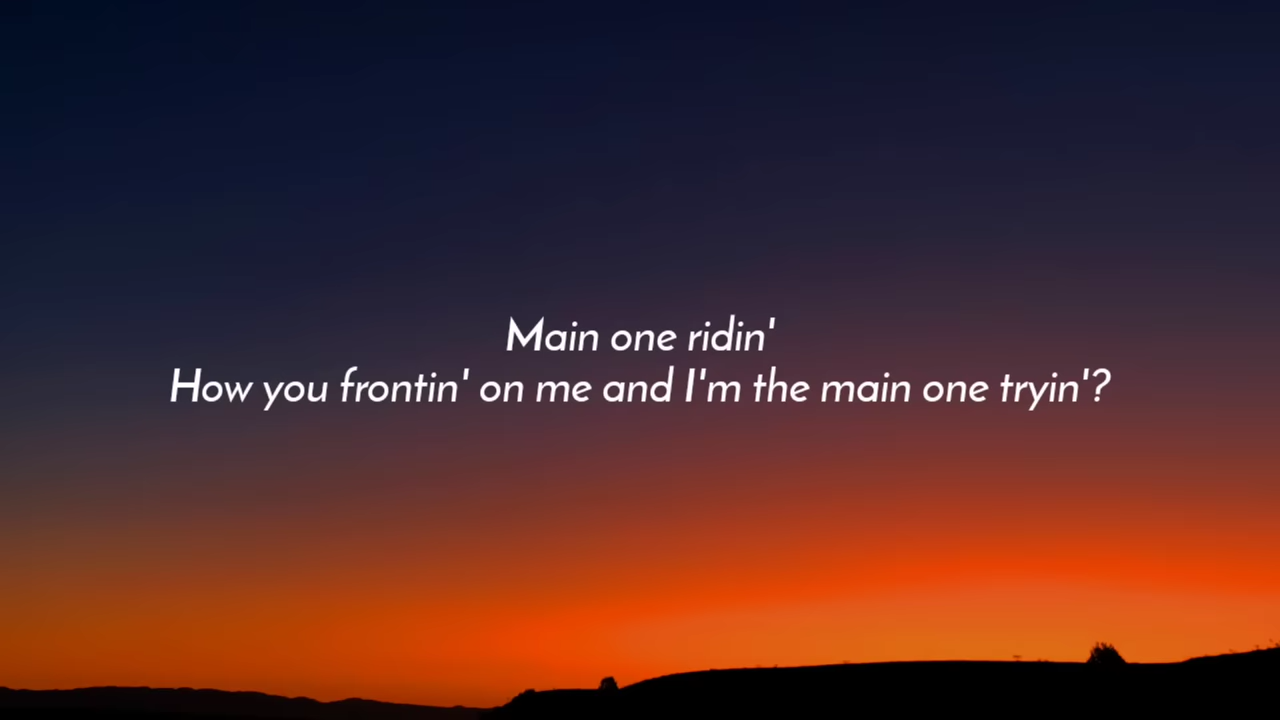 Main one ridin'
How you frontin' on me and I'm the main one tryin'?